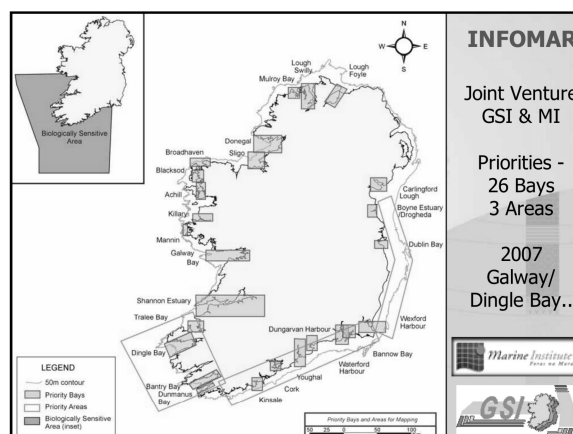 Biologically Sensitive
Area
N
W
E
S
Lough
Swilly
Lough
Foyle
Mulroy Bay
Donegal
Sligo
Broadhaven
Blacksod
Achill
Killary
Mannin
Galway
Bay
Carlingford
Lough
Boyne Estuary
/Drogheda
Dublin Bay
Shannon Estuary
Tralee Bay
Dingle Bay
Bantry Bay
Dunmanus
Bay
Kinsale
Cork
Youghal
Dungarvan Harbour
Waterford
Harbour
Bannow Bay
Wexford
Harbour
LEGEND
50m contour
Priority Bays
Priority Areas
Biologically Sensitive
Area (inset)
Priority Bays and Areas for Mapping
50 25 0 50 100
INFOMAR
Joint Venture
GSI & MI
Priorities -
26 Bays
3 Areas
2007
Galway/
Dingle Bay..
Marine Institute
Foras na Mara
GSI